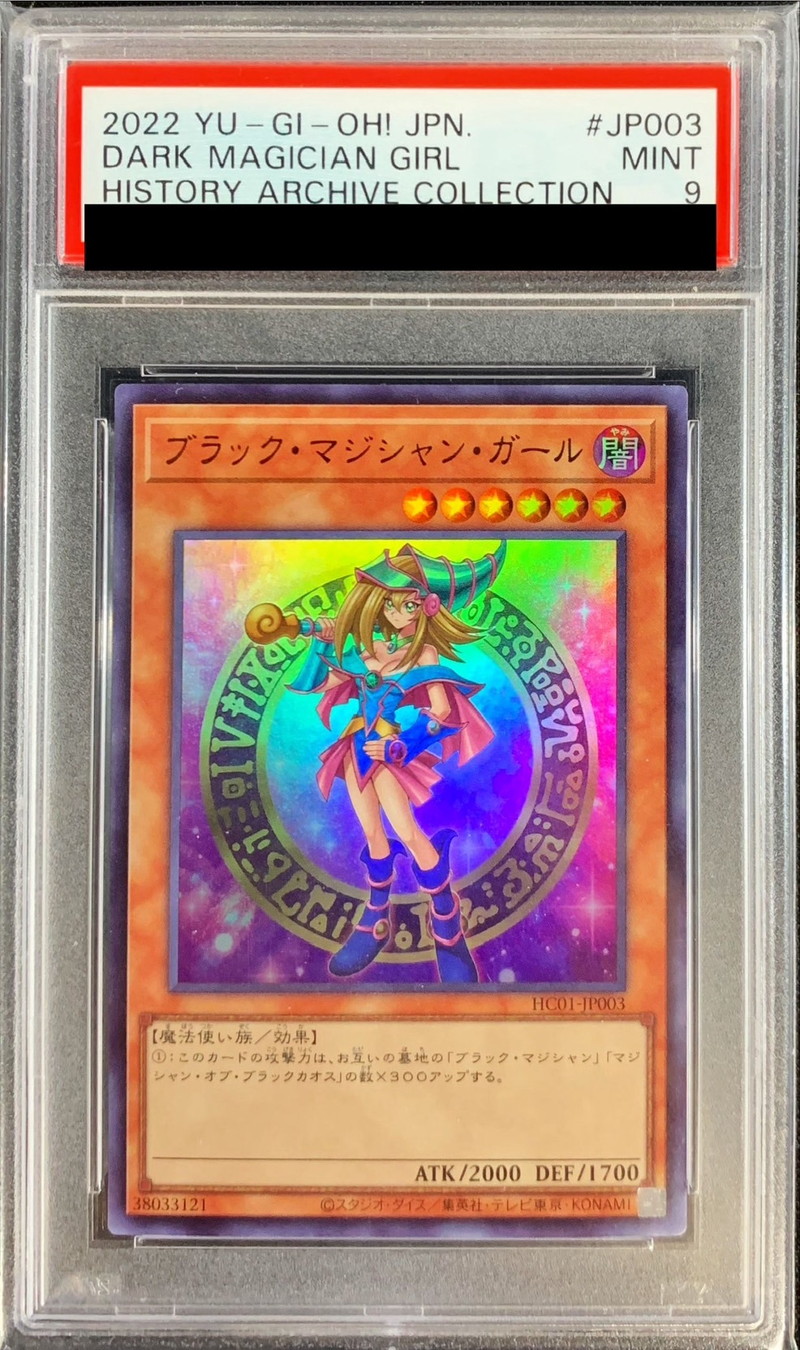 2022 YU-GI-OH! JPN. #JP003
DARK MAGICIAN GIRL MINT
HISTORY ARCHIVE COLLECTION 9
ブラック・マジシャン・ガール 闇
HC01-JP003
【魔法使い族/効果】
①:このカードの攻撃力は、お互いの墓地の「ブラック・マジシャン」「マジ
シャン・オブ・ブラックカオス」の数×300アップする。
ATK/2000 DEF/1700
38033121 ©スタジオ・ダイス/集英社・テレビ東京・KONAMI